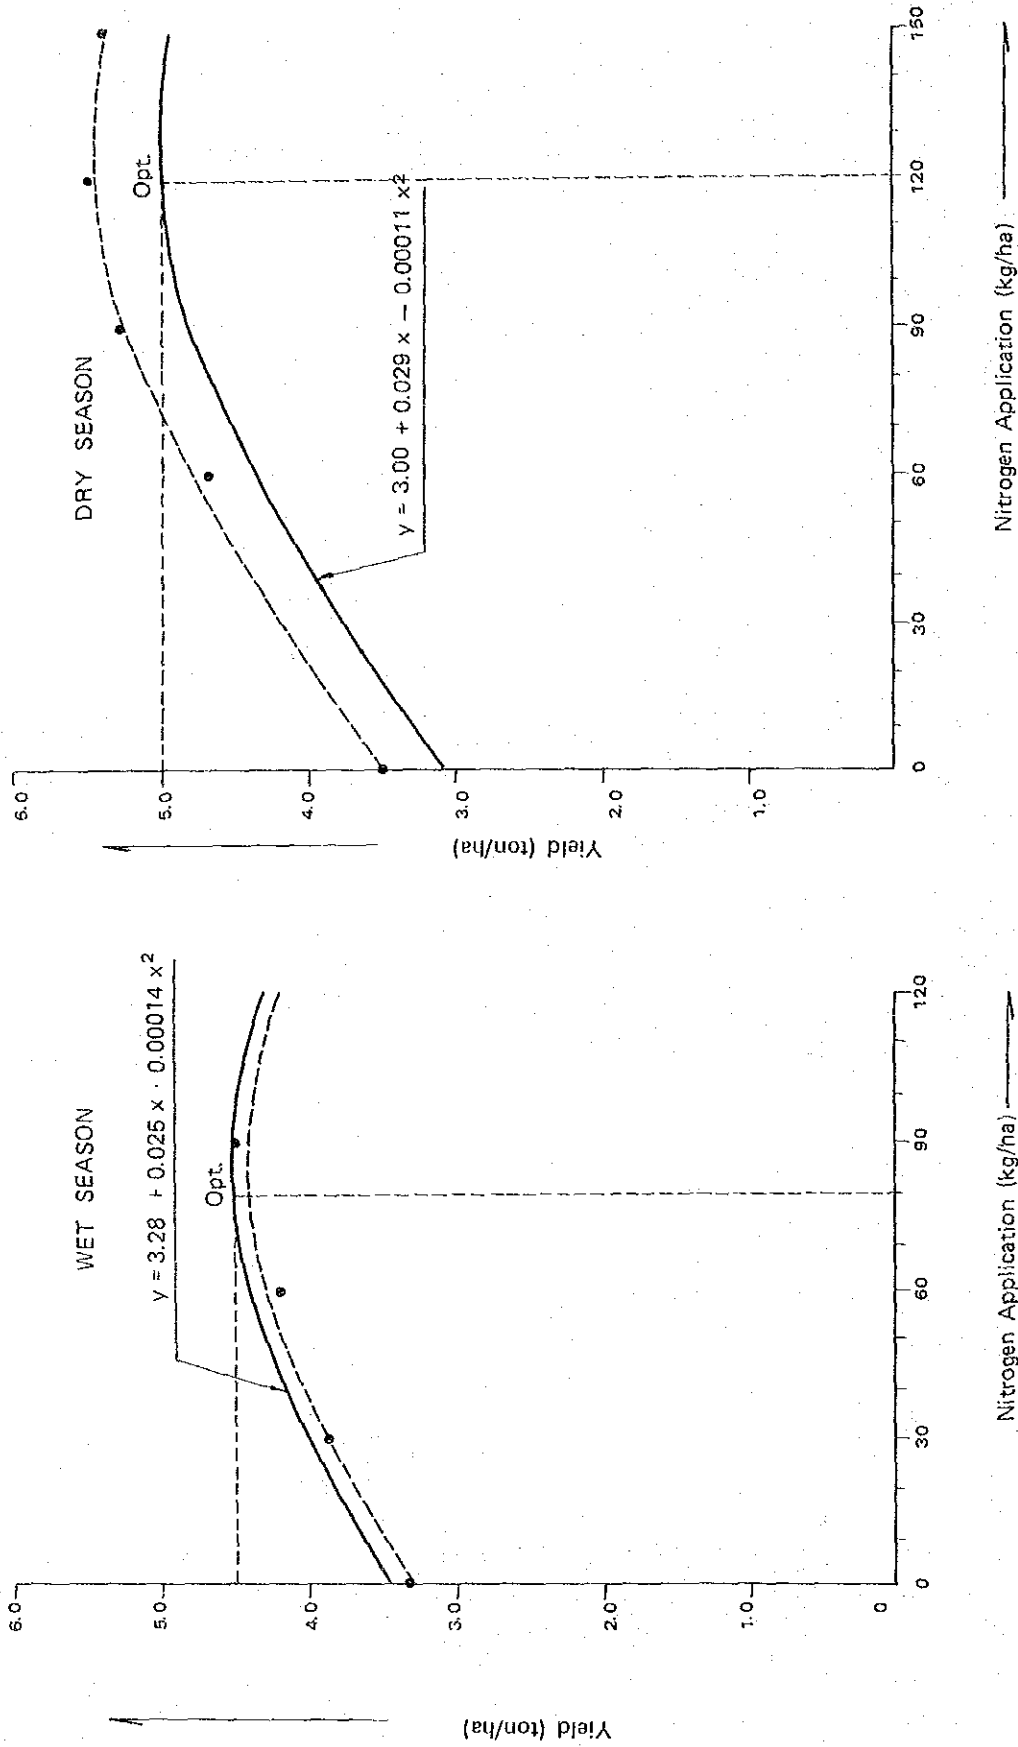 WET SEASON
y = 3.28 + 0.025 x · 0.00014 x²
Opt.
6.0
5.0
4.0
3.0
2.0
1.0
0
Yield (ton/ha)
0
30
60
90
120
Nitrogen Application (kg/ha)
DRY SEASON
Opt.
y = 3.00 + 0.029 x − 0.00011 x²
6.0
5.0
4.0
3.0
2.0
1.0
Yield (ton/ha)
0
30
60
90
120
150
Nitrogen Application (kg/ha)